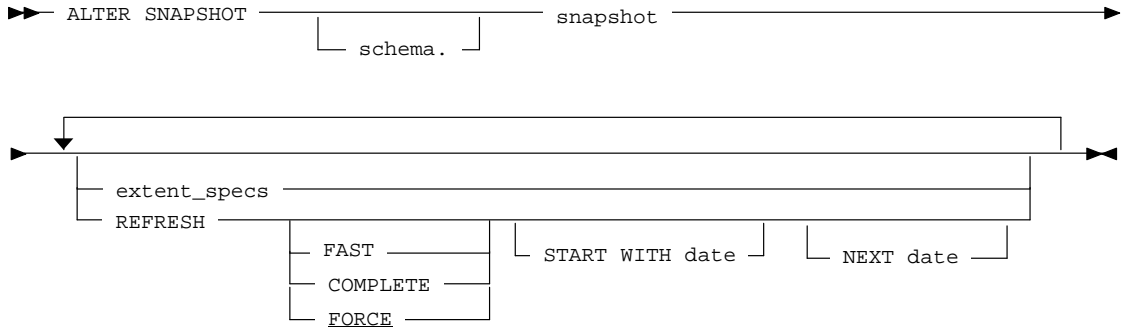 ALTER SNAPSHOT snapshot
schema.
extent_specs
REFRESH
FAST START WITH date NEXT date
COMPLETE
FORCE